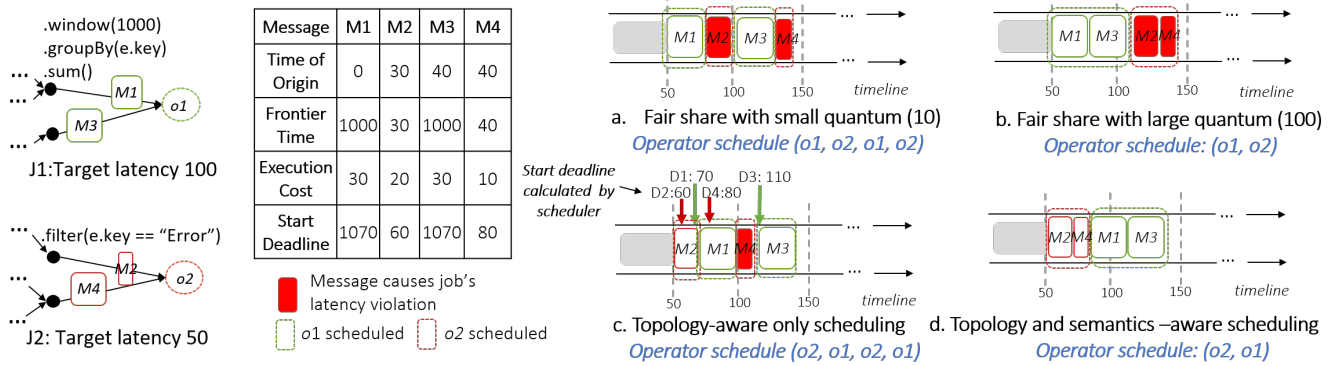 .window(1000)
.groupBy(e.key)
.sum()
...
...
M1
o1
M3
...
J1:Target latency 100
...
.filter(e.key == “Error”)
M2
...
M4
o2
...
J2: Target latency 50
Message M1 M2 M3 M4
Time of Origin 0 30 40 40
Frontier Time 1000 30 1000 40
Execution Cost 30 20 30 10
Start Deadline 1070 60 1070 80
Message causes job’s
latency violation
o1 scheduled
o2 scheduled
...
M1 M2 M3 M4
...
50 100 150 timeline
a. Fair share with small quantum (10)
Operator schedule (o1, o2, o1, o2)
...
M1 M3 M2 M4
...
50 100 150 timeline
b. Fair share with large quantum (100)
Operator schedule: (o1, o2)
Start deadline
calculated by
scheduler
D1: 70 D3: 110
D2:60 D4:80
...
M2 M1 M4 M3
...
50 100 150 timeline
c. Topology-aware only scheduling
Operator schedule (o2, o1, o2, o1)
...
M2 M4 M1 M3
...
50 100 150 timeline
d. Topology and semantics –aware scheduling
Operator schedule: (o2, o1)